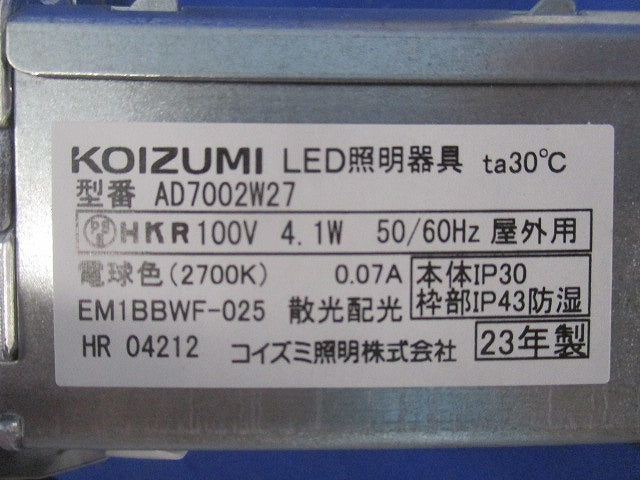 KOIZUMI LED照明器具 ta30℃
型番 AD7002W27
PSE HKR 100V 4.1W 50/60Hz 屋外用
電球色(2700K) 0.07A 本体IP30
EM1BBWF-025 散光配光 枠部IP43防湿
HR 04212 コイズミ照明株式会社 23年製